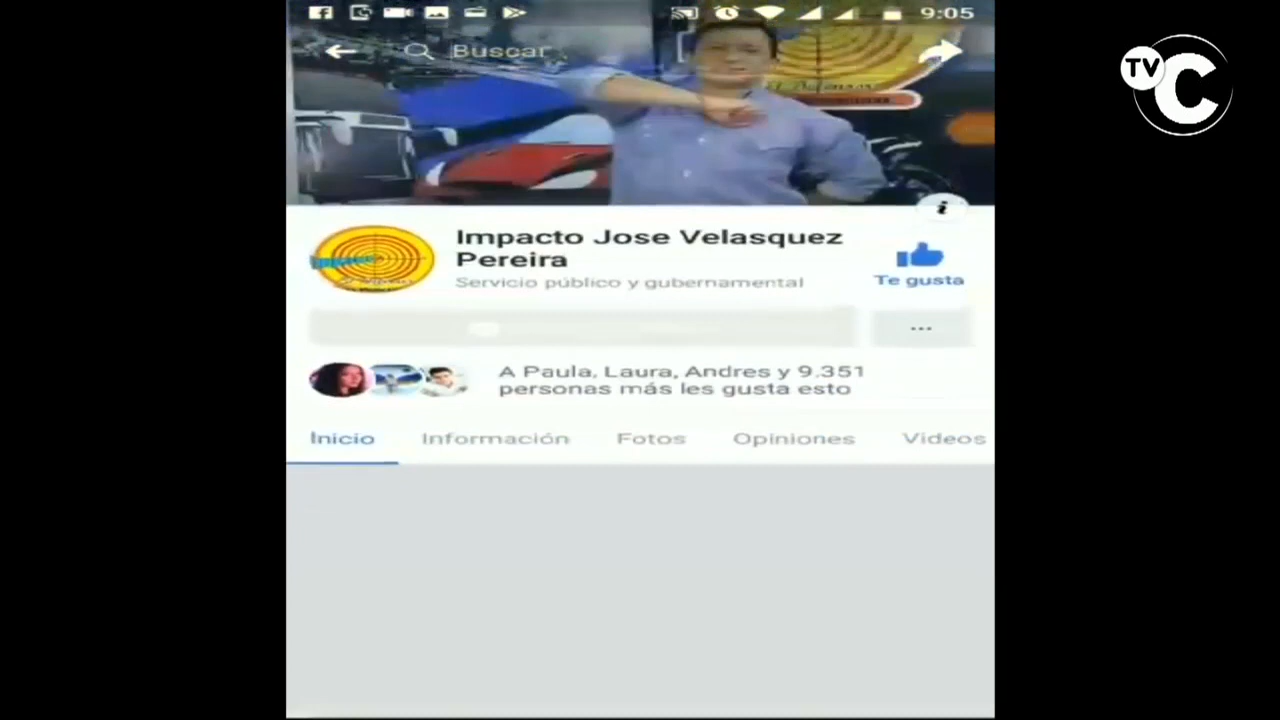 9:05
TV C
Buscar
Impacto Jose Velasquez
Pereira
Servicio público y gubernamental
Te gusta
A Paula, Laura, Andres y 9.351
personas más les gusta esto
Inicio Información Fotos Opiniones Videos